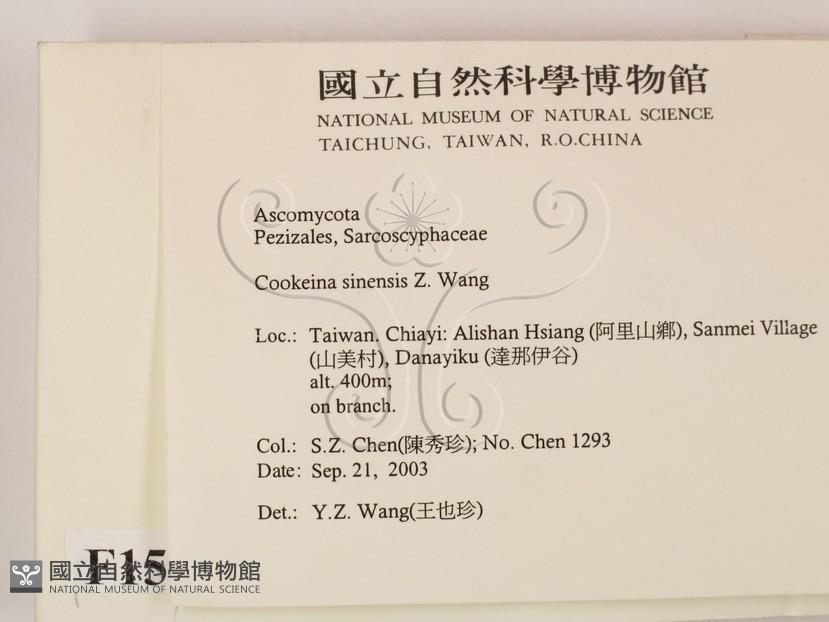 國立自然科學博物館
NATIONAL MUSEUM OF NATURAL SCIENCE
TAICHUNG, TAIWAN, R.O.CHINA
Ascomycota
Pezizales, Sarcoscyphaceae
Cookeina sinensis Z. Wang
Loc.: Taiwan. Chiayi: Alishan Hsiang (阿里山鄉), Sanmei Village
(山美村), Danayiku (達那伊谷)
alt. 400m;
on branch.
Col.: S.Z. Chen(陳秀珍); No. Chen 1293
Date: Sep. 21, 2003
Det.: Y.Z. Wang(王也珍)
F15
國立自然科學博物館
NATIONAL MUSEUM OF NATURAL SCIENCE